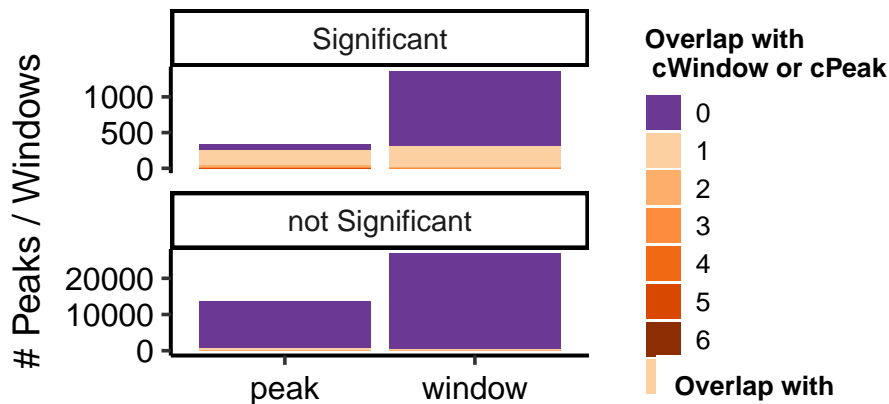 # Peaks / Windows
Significant
1000
500
0
not Significant
20000
10000
0
peak
window
Overlap with
cWindow or cPeak
0
1
2
3
4
5
6
Overlap with